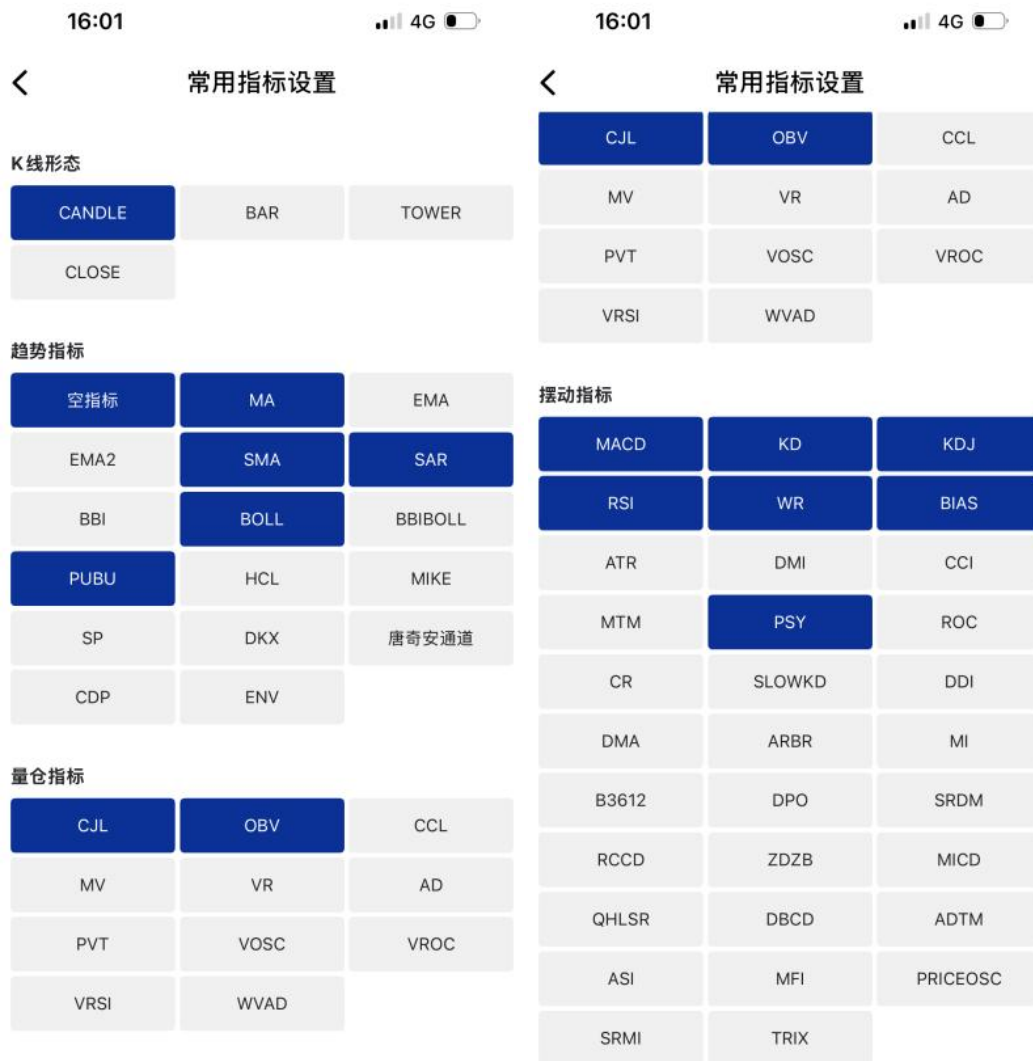 16:01 4G
常用指标设置
K线形态
CANDLE BAR TOWER
CLOSE
趋势指标
空指标 MA EMA
EMA2 SMA SAR
BBI BOLL BBIBOLL
PUBU HCL MIKE
SP DKX 唐奇安通道
CDP ENV
量仓指标
CJL OBV CCL
MV VR AD
PVT VOSC VROC
VRSI WVAD
16:01 4G
常用指标设置
CJL OBV CCL
MV VR AD
PVT VOSC VROC
VRSI WVAD
摆动指标
MACD KD KDJ
RSI WR BIAS
ATR DMI CCI
MTM PSY ROC
CR SLOWKD DDI
DMA ARBR MI
B3612 DPO SRDM
RCCD ZDZB MICD
QHLSR DBCD ADTM
ASI MFI PRICEOSC
SRMI TRIX